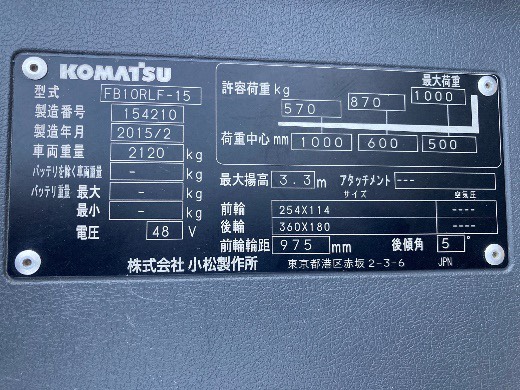 KOMATSU
型式 FB10RLF-15
製造番号 154210
製造年月 2015/2
車両重量 2120 kg
バッテリを除く車両重量 - kg
バッテリ重量 最大 - kg
最小 - kg
電圧 48 V
許容荷重 kg 最大荷重
570 870 1000
荷重中心 mm 1000 600 500
最大揚高 3.3 m アタッチメント ---
サイズ 空気圧
前輪 254X114 ----
後輪 360X180 ----
前輪輪距 975 mm 後傾角 5°
株式会社 小松製作所 東京都港区赤坂2-3-6 JPN